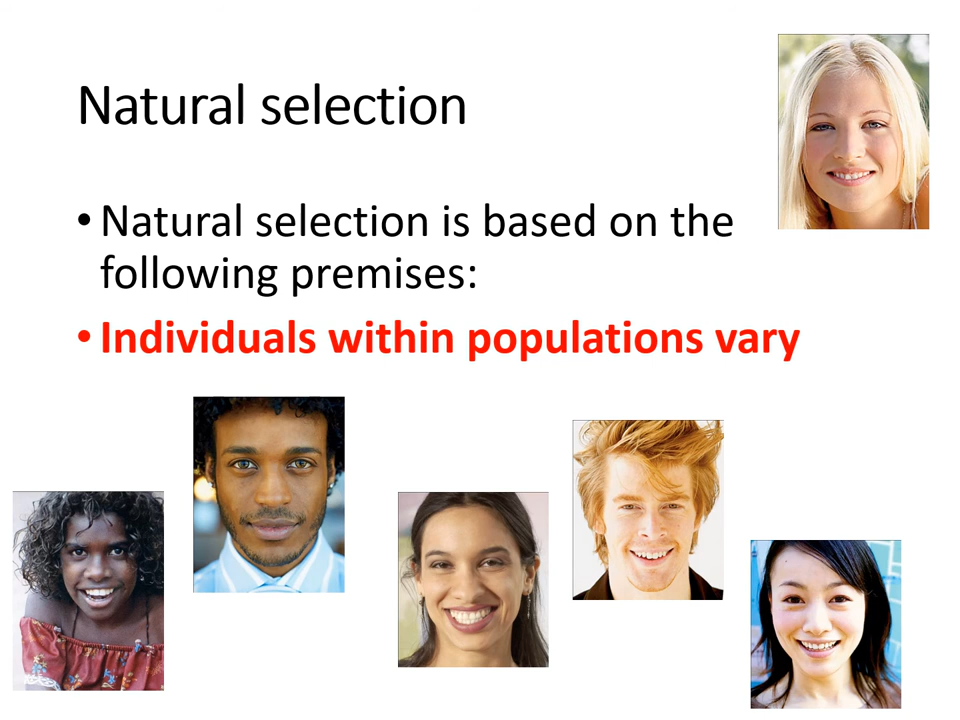 Natural selection
• Natural selection is based on the
following premises:
• Individuals within populations vary